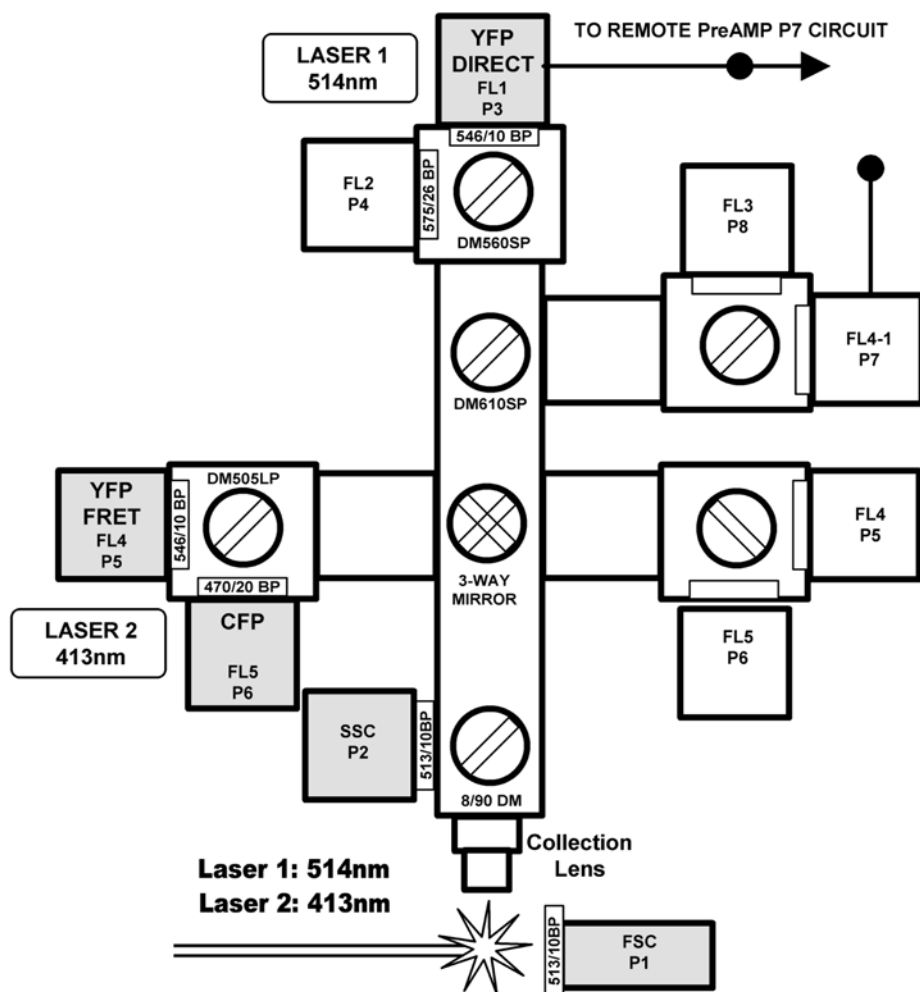 LASER 1
514nm
YFP
DIRECT
FL1
P3
TO REMOTE PreAMP P7 CIRCUIT
546/10 BP
575/26 BP
FL2
P4
DM560SP
FL3
P8
FL4-1
P7
DM610SP
DM505LP
YFP
FRET
FL4
P5
546/10 BP
470/20 BP
3-WAY
MIRROR
FL4
P5
LASER 2
413nm
CFP
FL5
P6
FL5
P6
SSC
P2
513/10BP
8/90 DM
Collection
Lens
Laser 1: 514nm
Laser 2: 413nm
513/10BP
FSC
P1